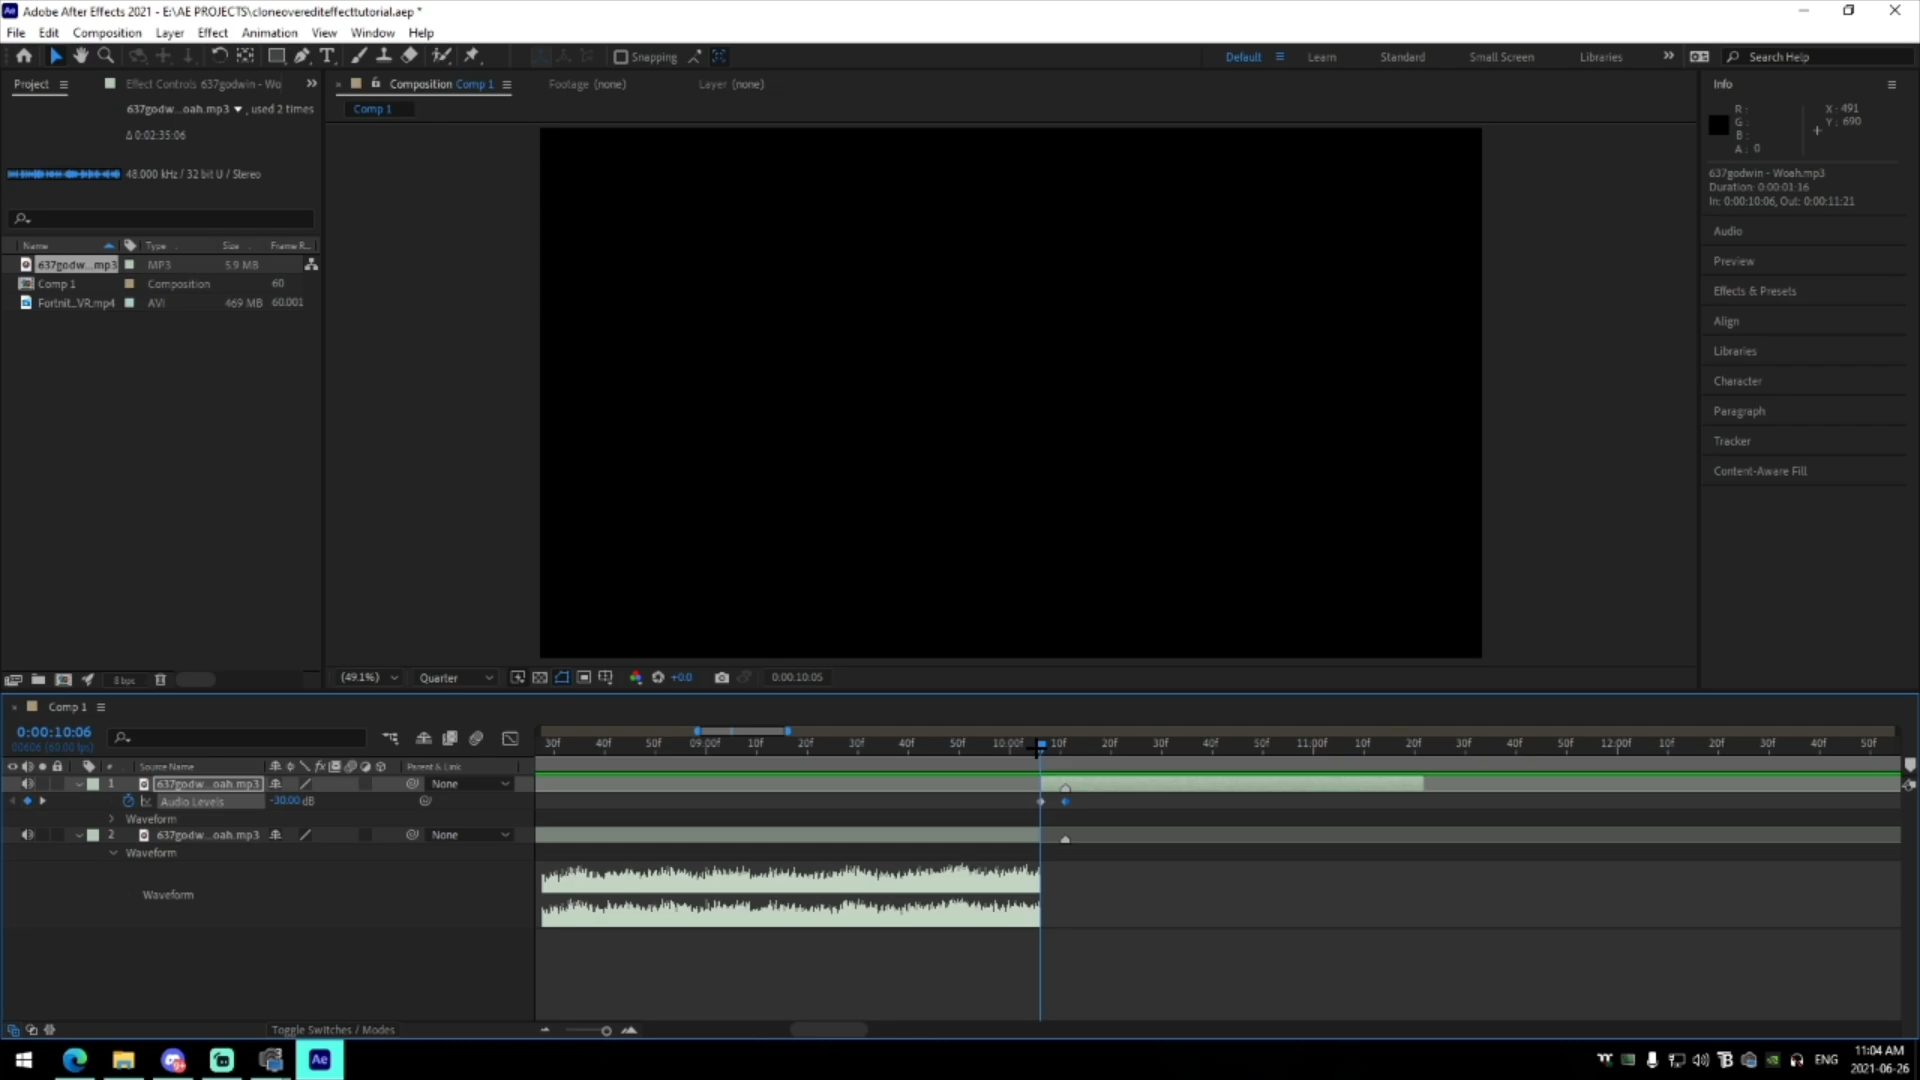 Adobe After Effects 2021 - E:\AE PROJECTS\cloneoverediteffecttutorial.aep *
File Edit Composition Layer Effect Animation View Window Help
Snapping
Default Learn Standard Small Screen Libraries Search Help
Project Effect Controls 637godwin - Wo
Composition Comp 1 Footage (none) Layer (none)
Info
637godw...oah.mp3 , used 2 times
Comp 1
R : X : 491
G : Y : 690
B :
A : 0
Δ 0:02:35:06
48.000 kHz / 32 bit U / Stereo
637godwin - Woah.mp3
Duration: 0:00:01:16
In: 0:00:10:06, Out: 0:00:11:21
Name Type Size Frame R...
637godw...mp3 MP3 5.9 MB
Comp 1 Composition 60
Fortnit_VR.mp4 AVI 469 MB 60.001
Audio
Preview
Effects & Presets
Align
Libraries
Character
Paragraph
Tracker
Content-Aware Fill
8 bpc
(49.1%) Quarter +0.0 0:00:10:05
Comp 1
0:00:10:06
00606 (60.00 fps)
30f 40f 50f 09:00f 10f 20f 30f 40f 50f 10:00f 10f 20f 30f 40f 50f 11:00f 10f 20f 30f 40f 50f 12:00f 10f 20f 30f 40f 50f
# Source Name fx Parent & Link
1 637godw...oah.mp3 None
Audio Levels -30.00 dB
Waveform
2 637godw...oah.mp3 None
Waveform
Waveform
Toggle Switches / Modes
Ae ENG 11:04 AM
2021-06-26